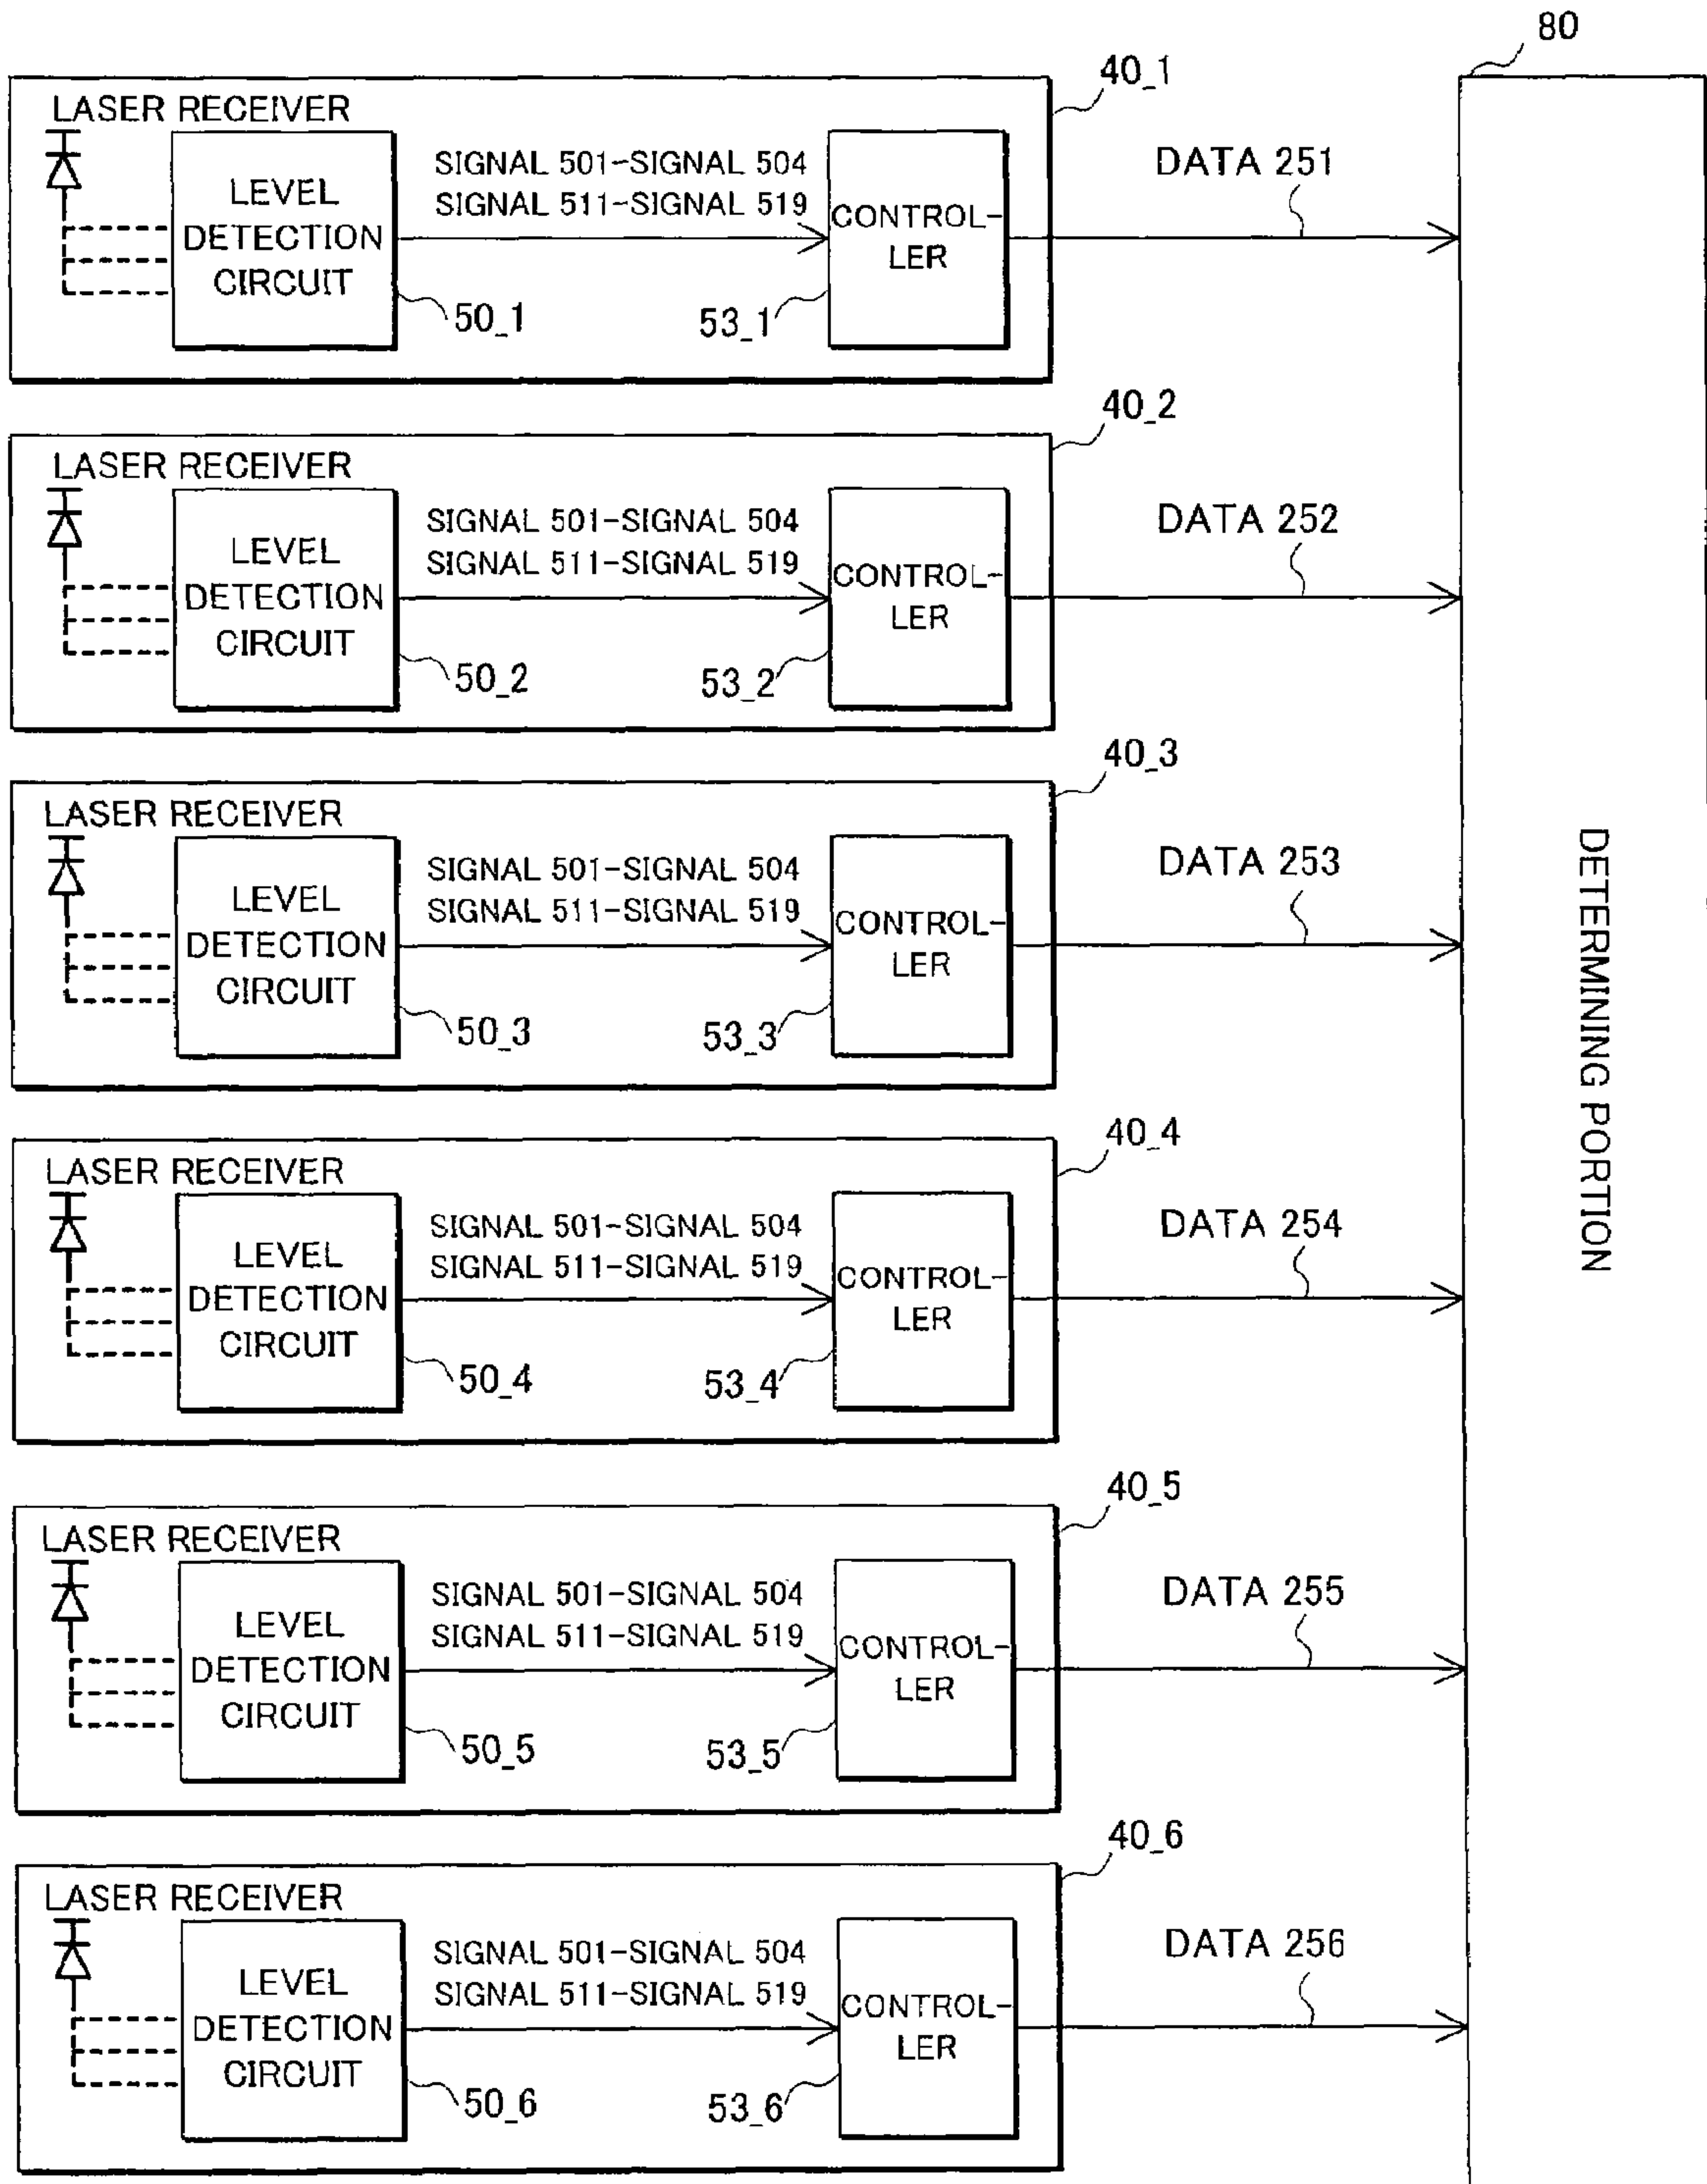 80
40_1
LASER RECEIVER
LEVEL
DETECTION
CIRCUIT
SIGNAL 501-SIGNAL 504
SIGNAL 511-SIGNAL 519
CONTROL-
LER
DATA 251
50_1
53_1
40_2
LASER RECEIVER
LEVEL
DETECTION
CIRCUIT
SIGNAL 501-SIGNAL 504
SIGNAL 511-SIGNAL 519
CONTROL-
LER
DATA 252
50_2
53_2
40_3
LASER RECEIVER
LEVEL
DETECTION
CIRCUIT
SIGNAL 501-SIGNAL 504
SIGNAL 511-SIGNAL 519
CONTROL-
LER
DATA 253
50_3
53_3
DETERMINING PORTION
40_4
LASER RECEIVER
LEVEL
DETECTION
CIRCUIT
SIGNAL 501-SIGNAL 504
SIGNAL 511-SIGNAL 519
CONTROL-
LER
DATA 254
50_4
53_4
40_5
LASER RECEIVER
LEVEL
DETECTION
CIRCUIT
SIGNAL 501-SIGNAL 504
SIGNAL 511-SIGNAL 519
CONTROL-
LER
DATA 255
50_5
53_5
40_6
LASER RECEIVER
LEVEL
DETECTION
CIRCUIT
SIGNAL 501-SIGNAL 504
SIGNAL 511-SIGNAL 519
CONTROL-
LER
DATA 256
50_6
53_6